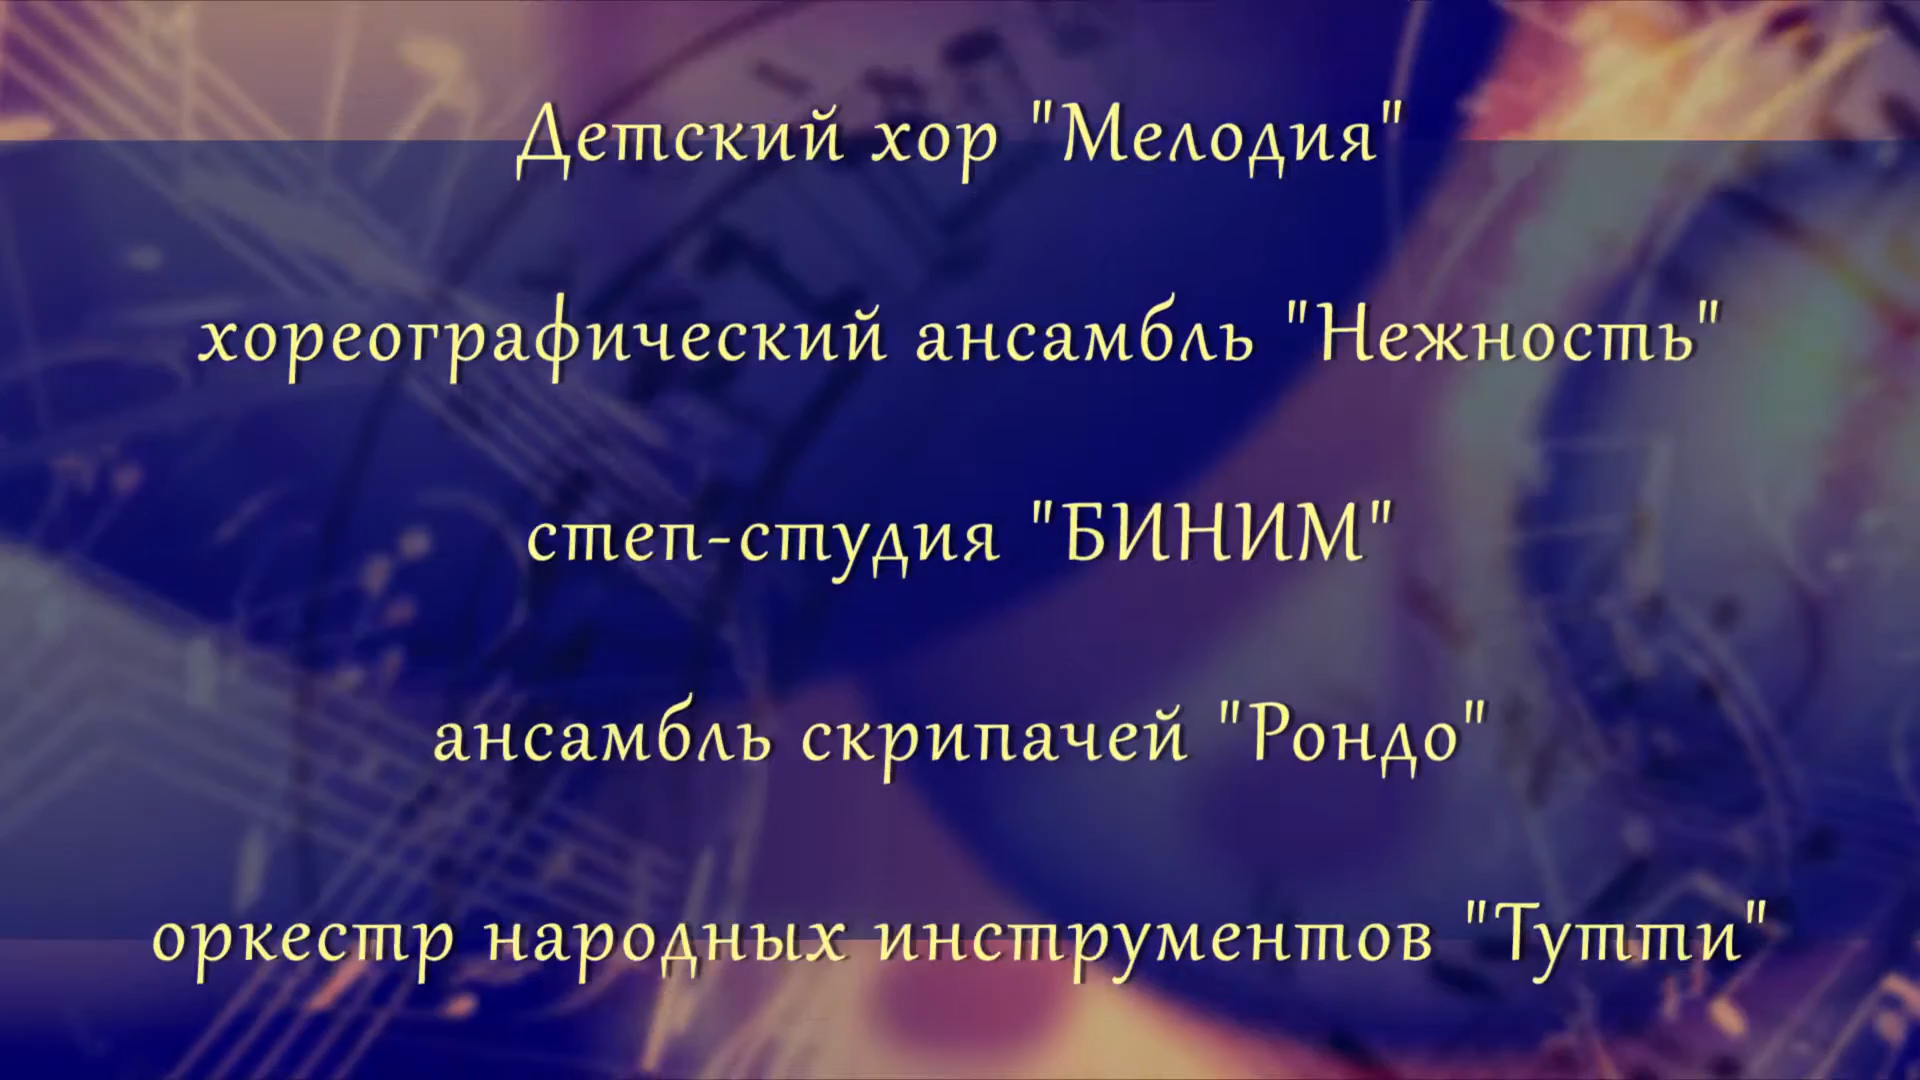 Детский хор "Мелодия"
хореографический ансамбль "Нежность"
степ-студия "БИНИМ"
ансамбль скрипачей "Рондо"
оркестр народных инструментов "Тутти"